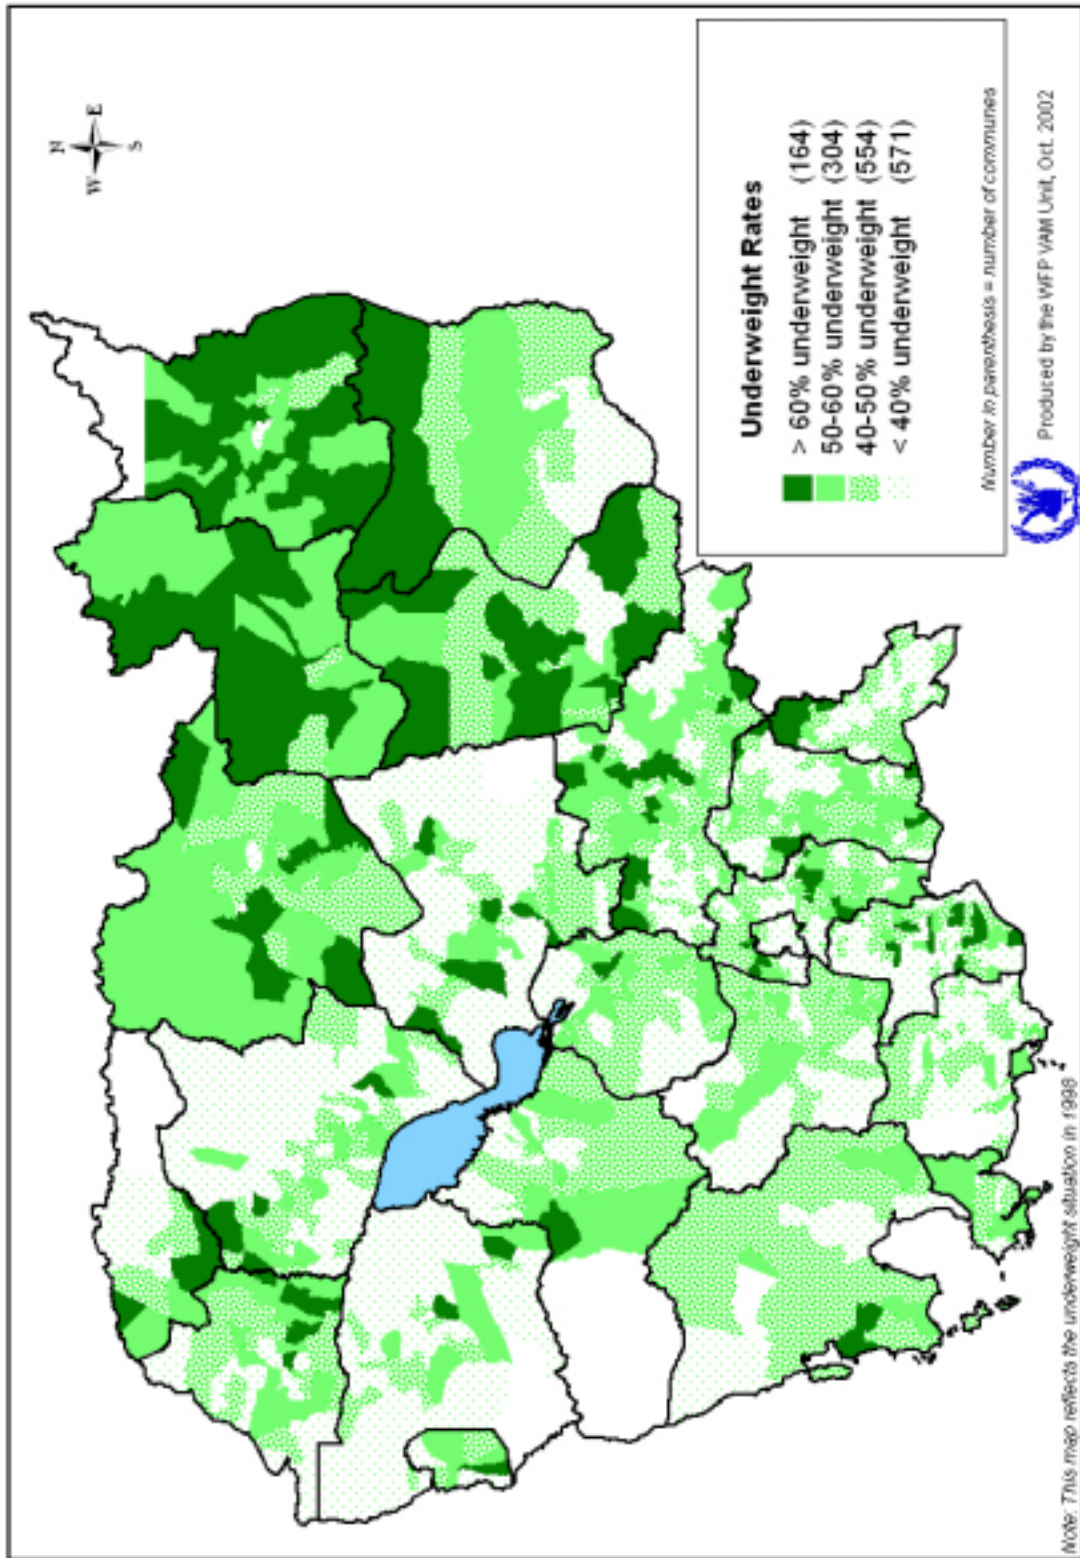 N
W E
S
Underweight Rates
> 60% underweight (164)
50-60% underweight (304)
40-50% underweight (554)
< 40% underweight (571)
Number in parenthesis = number of communes
Produced by the WFP VAM Unit, Oct. 2002
Note: This map reflects the underweight situation in 1998